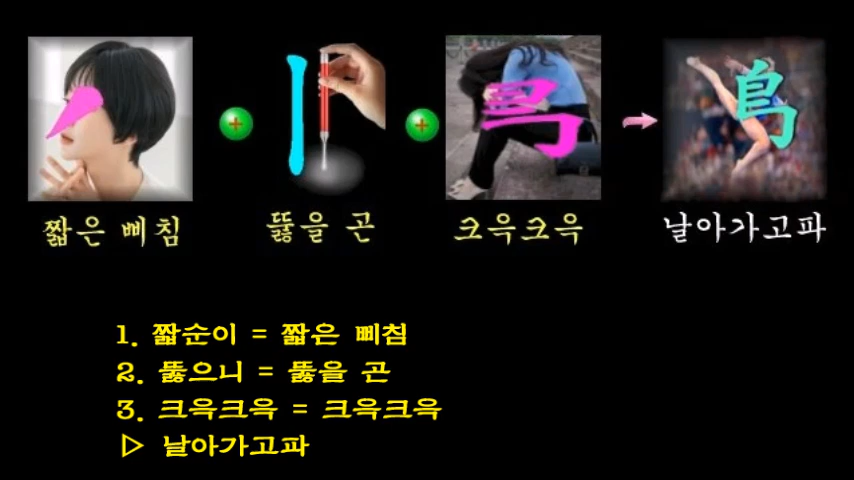 짧은 삐침
뚫을 곤
크윽크윽
날아가고파
1. 짧순이 = 짧은 삐침
2. 뚫으니 = 뚫을 곤
3. 크윽크윽 = 크윽크윽
▷ 날아가고파